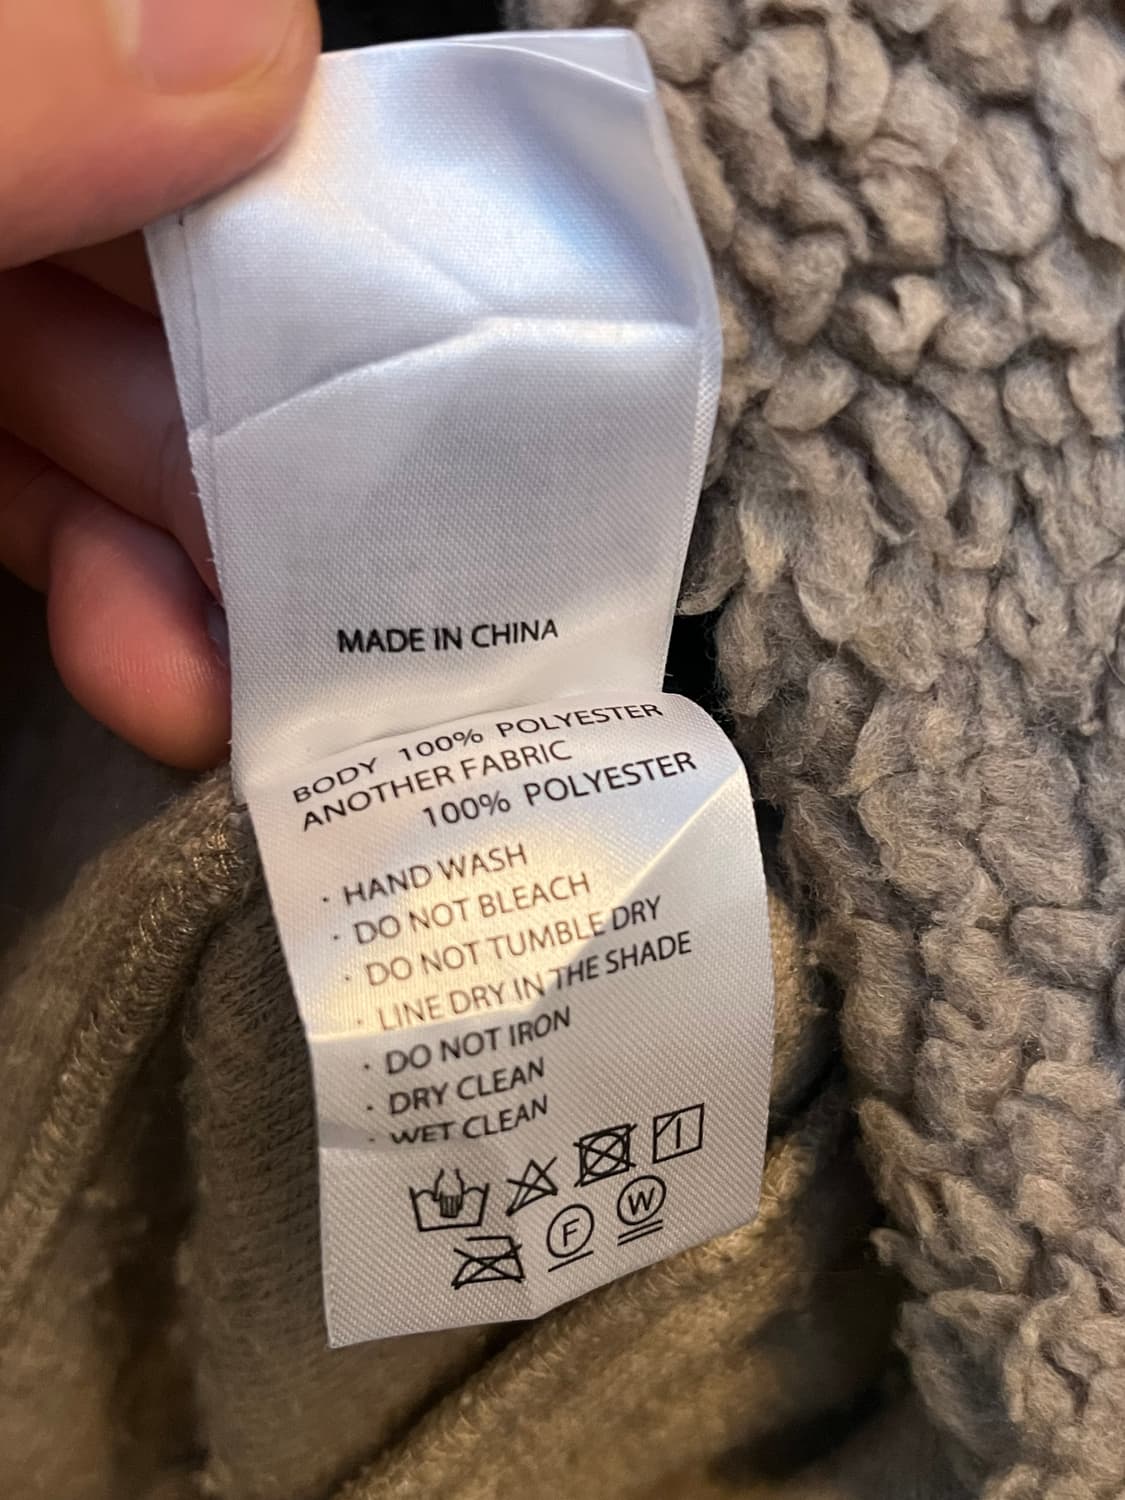 MADE IN CHINA
BODY 100% POLYESTER
ANOTHER FABRIC
100% POLYESTER
· HAND WASH
· DO NOT BLEACH
· DO NOT TUMBLE DRY
· LINE DRY IN THE SHADE
· DO NOT IRON
· DRY CLEAN
· WET CLEAN
F W